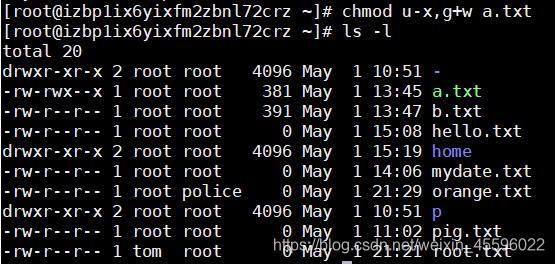 [root@izbp1ix6yixfm2zbnl72crz ~]# chmod u-x,g+w a.txt
[root@izbp1ix6yixfm2zbnl72crz ~]# ls -l
total 20
drwxr-xr-x 2 root root   4096 May  1 10:51 -
-rw-rwx--x 1 root root    381 May  1 13:45 a.txt
-rw-r--r-- 1 root root    391 May  1 13:47 b.txt
-rw-r--r-- 1 root root      0 May  1 15:08 hello.txt
drwxr-xr-x 2 root root   4096 May  1 15:19 home
-rw-r--r-- 1 root root      0 May  1 14:06 mydate.txt
-rw-r--r-- 1 root police    0 May  1 21:29 orange.txt
drwxr-xr-x 2 root root   4096 May  1 10:51 p
-rw-r--r-- 1 root root      0 May  1 11:02 pig.txt
-rw-r--r-- 1 tom  root      0 May  1 21:21 root.txt
https://blog.csdn.net/weixin_45596022